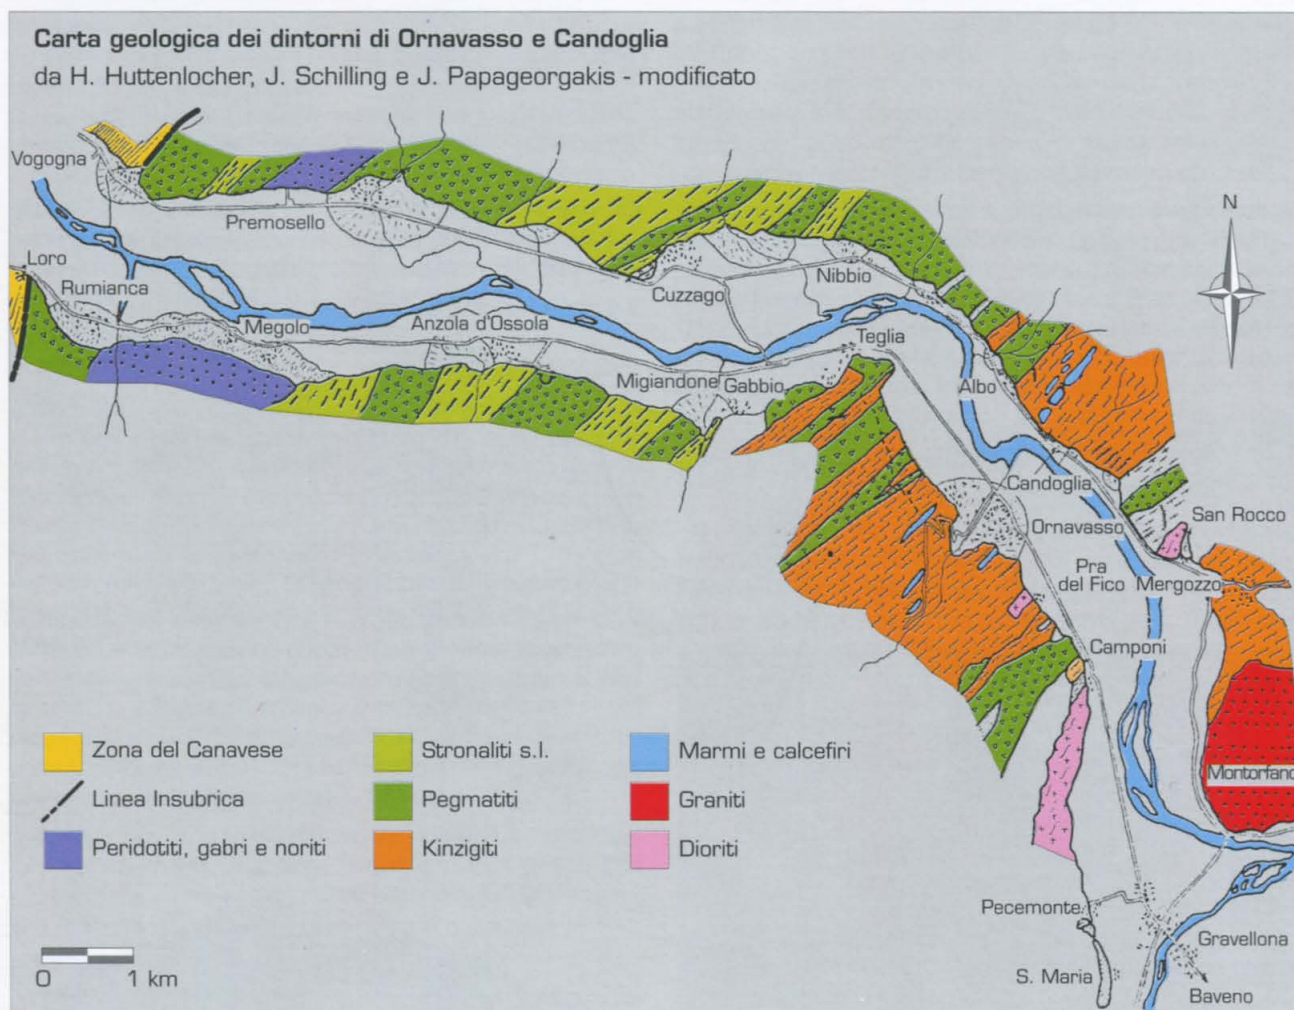 Carta geologica dei dintorni di Ornavasso e Candoglia
da H. Huttenlocher, J. Schilling e J. Papageorgakis - modificato
Vogogna
N
Premosello
Loro
Rumianca
Nibbio
Cuzzago
Megolo
Anzola d'Ossola
Teglia
Migiandone
Gabbio
Albo
Candoglia
San Rocco
Ornavasso
Pra
del Fico
Mergozzo
Camponi
Zona del Canavese
Stronaliti s.l.
Marmi e calcefiri
Montorfano
Linea Insubrica
Pegmatiti
Graniti
Peridotiti, gabri e noriti
Kinzigiti
Dioriti
Pecemonte
Gravellona
S. Maria
Baveno
0 1 km